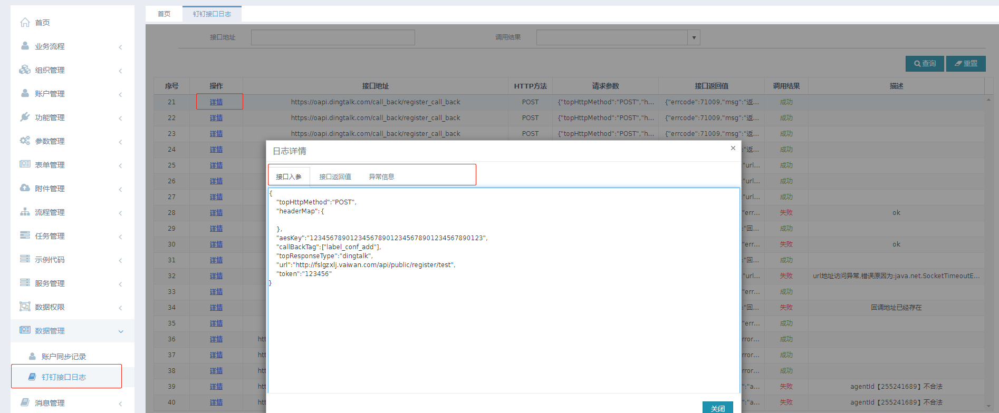 首页
业务流程
组织管理
账户管理
功能管理
参数管理
表单管理
附件管理
流程管理
任务管理
示例代码
服务管理
数据权限
数据管理
账户同步记录
钉钉接口日志
消息管理
首页 钉钉接口日志
接口地址 调用结果
查询 重置
序号 操作 接口地址 HTTP方法 请求参数 接口返回值 调用结果 描述
21 详情 https://oapi.dingtalk.com/call_back/register_call_back POST {"topHttpMethod":"POST","h... {"errcode":71009,"msg":"返... 成功
22 详情 https://oapi.dingtalk.com/call_back/register_call_back POST {"topHttpMethod":"POST","h... {"errcode":71009,"msg":"返... 成功
23 详情 https://oapi.dingtalk.com/call_back/register_call_back POST {"topHttpMethod":"POST","h... {"errcode":71009,"msg":"返... 成功
24 详情 "返... 成功
25 详情 "url... 成功
26 详情 "url... 成功
27 详情 "url... 成功
28 详情 "err... 失败 ok
29 详情 "回... 成功
30 详情 "err... 失败 ok
31 详情 "回... 成功
32 详情 "url... 失败 url地址访问异常,错误原因为:java.net.SocketTimeoutE...
33 详情 "err... 成功
34 详情 "回... 失败 回调地址已经存在
35 详情 "err... 成功
36 详情 htt rror... 成功
37 详情 htt rror... 成功
38 详情 htt rror... 成功
39 详情 htt ":"a... 失败 agentId【255241689】不合法
40 详情 htt ":"a... 失败 agentId【255241689】不合法
日志详情 ×
接口入参 接口返回值 异常信息
{
"topHttpMethod":"POST",
"headerMap":{
},
"aesKey":"1234567890123456789012345678901234567890123",
"callBackTag":["label_conf_add"],
"topResponseType":"dingtalk",
"url":"http://fslgzxlj.vaiwan.com/api/public/register/test",
"token":"123456"
}
关闭